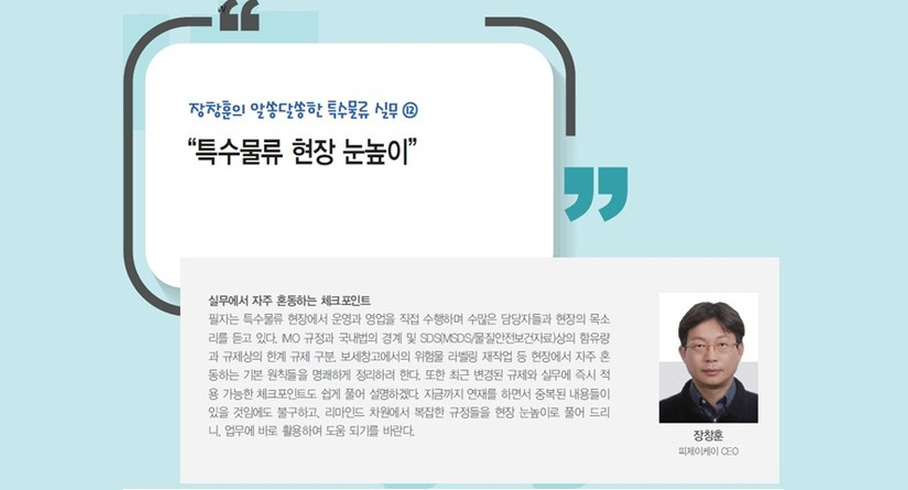 장창훈의 알쏭달쏭한 특수물류 실무 ⑫
“특수물류 현장 눈높이”
실무에서 자주 혼동하는 체크포인트
필자는 특수물류 현장에서 운영과 영업을 직접 수행하며 수많은 담당자들과 현장의 목소
리를 듣고 있다. IMO 규정과 국내법의 경계 및 SDS(MSDS/물질안전보건자료)상의 함유량
과 규제상의 한계 규제 구분, 보세창고에서의 위험물 라벨링 재작업 등 현장에서 자주 혼
동하는 기본 원칙들을 명쾌하게 정리하려 한다. 또한 최근 변경된 규제와 실무에 즉시 적
용 가능한 체크포인트도 쉽게 풀어 설명하겠다. 지금까지 연재를 하면서 중복된 내용들이
있을 것임에도 불구하고, 리마인드 차원에서 복잡한 규정들을 현장 눈높이로 풀어 드리
니, 업무에 바로 활용하여 도움 되기를 바란다.
장창훈
피제이케이 CEO